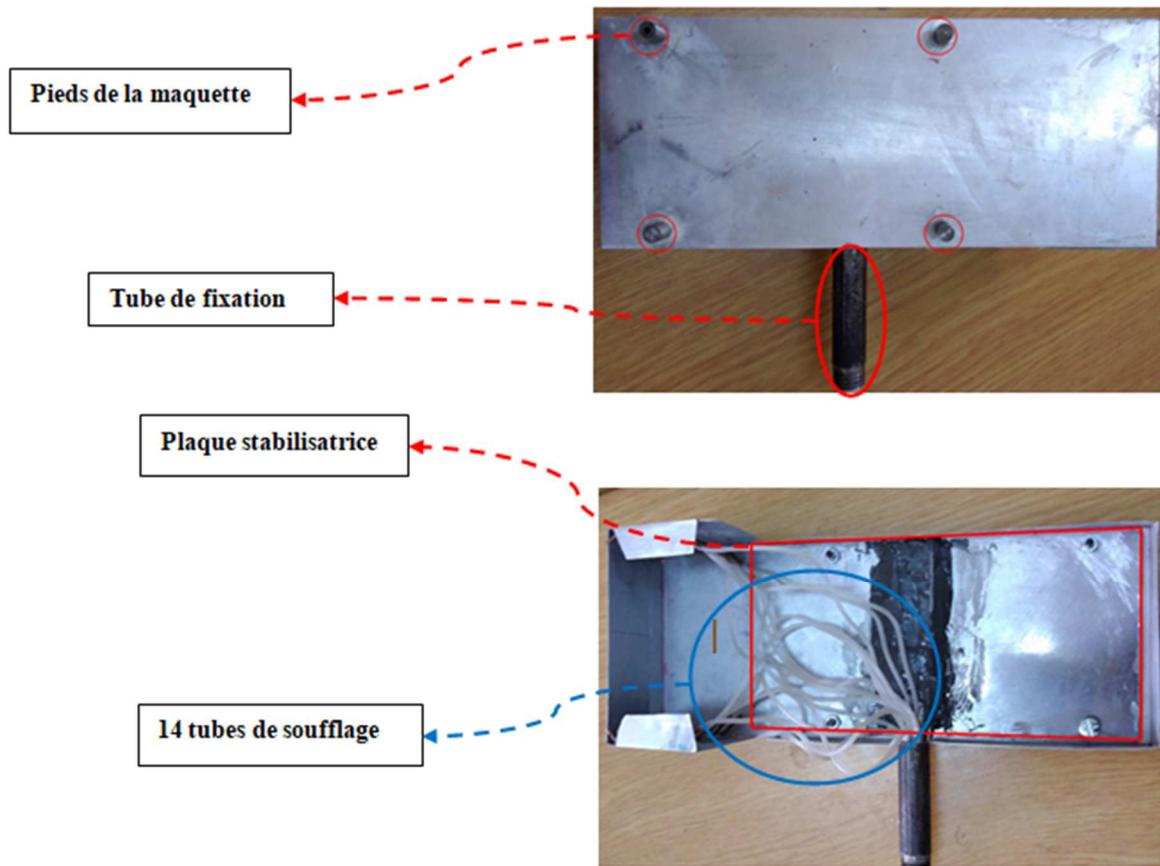 Pieds de la maquette
Tube de fixation
Plaque stabilisatrice
14 tubes de soufflage